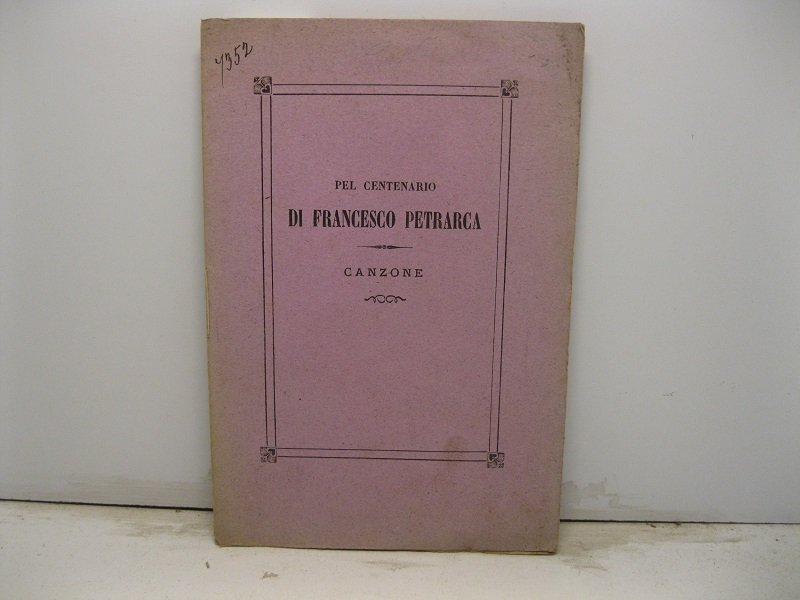 7352
PEL CENTENARIO
DI FRANCESCO PETRARCA
CANZONE